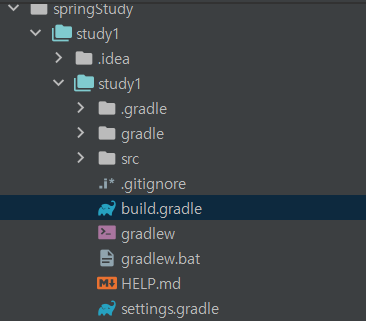 springStudy
study1
.idea
study1
.gradle
gradle
src
.gitignore
build.gradle
gradlew
gradlew.bat
HELP.md
settings.gradle